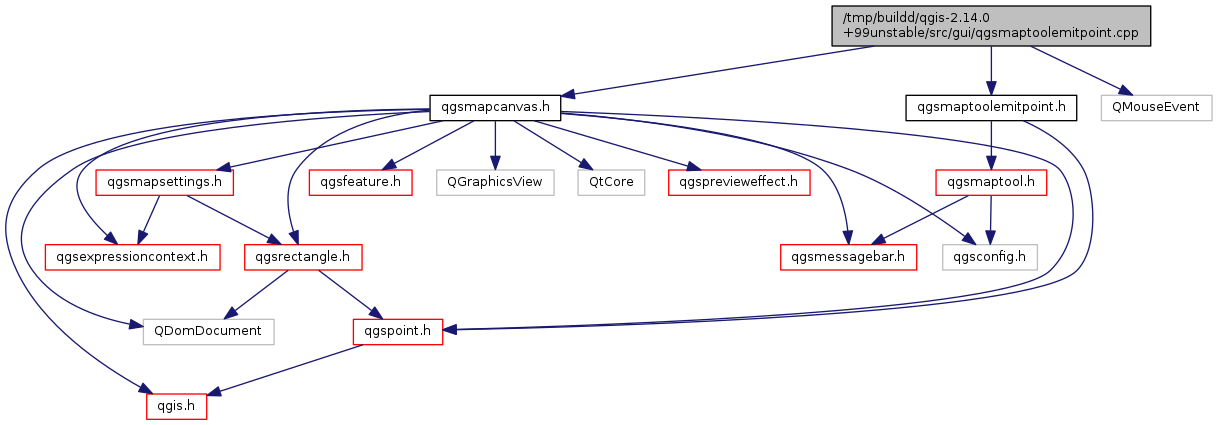 /tmp/buildd/qgis-2.14.0
+99unstable/src/gui/qgsmaptoolemitpoint.cpp
qgsmapcanvas.h
qgsmaptoolemitpoint.h
QMouseEvent
qgsmapsettings.h
qgsfeature.h
QGraphicsView
QtCore
qgsprevieweffect.h
qgsmaptool.h
qgsexpressioncontext.h
qgsrectangle.h
qgsmessagebar.h
qgsconfig.h
QDomDocument
qgspoint.h
qgis.h